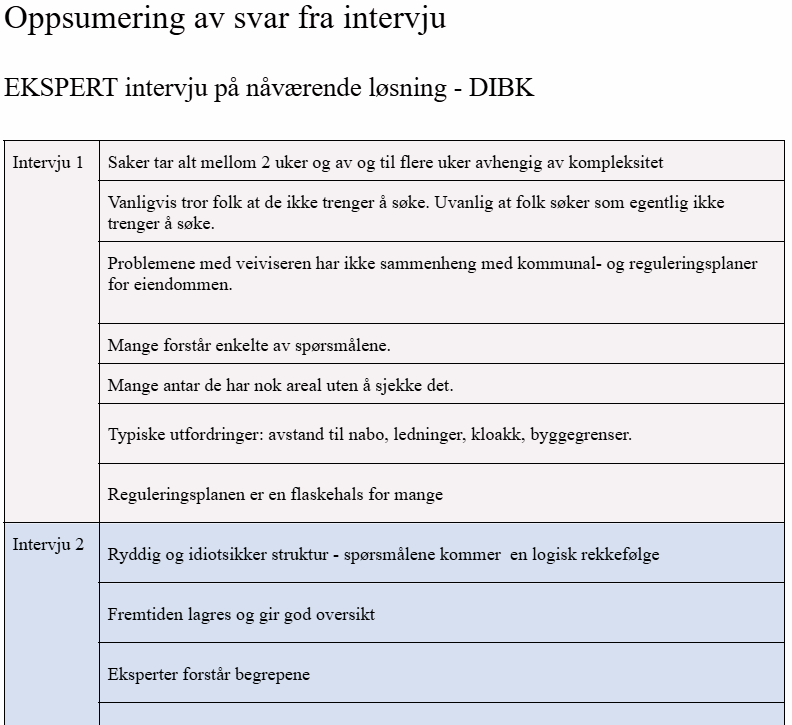 Oppsumering av svar fra intervju
EKSPERT intervju på nåværende løsning - DIBK
Intervju 1
Saker tar alt mellom 2 uker og av og til flere uker avhengig av kompleksitet
Vanligvis tror folk at de ikke trenger å søke. Uvanlig at folk søker som egentlig ikke
trenger å søke.
Problemene med veiviseren har ikke sammenheng med kommunal- og reguleringsplaner
for eiendommen.
Mange forstår enkelte av spørsmålene.
Mange antar de har nok areal uten å sjekke det.
Typiske utfordringer: avstand til nabo, ledninger, kloakk, byggegrenser.
Reguleringsplanen er en flaskehals for mange
Intervju 2
Ryddig og idiotsikker struktur - spørsmålene kommer en logisk rekkefølge
Fremtiden lagres og gir god oversikt
Eksperter forstår begrepene